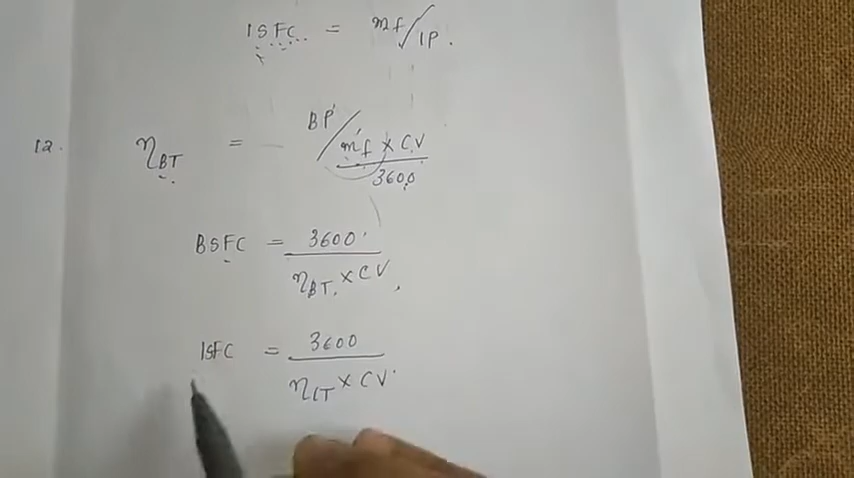 ISFC = mf/IP.
12. ηBT = BP/mf × CV/3600
BSFC = 3600/ηBT × CV
ISFC = 3600/ηIT × CV